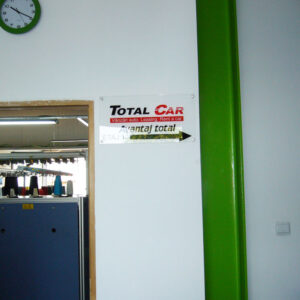 TOTAL CAR
Vânzări auto, Leasing, Rent a Car
Avantaj total